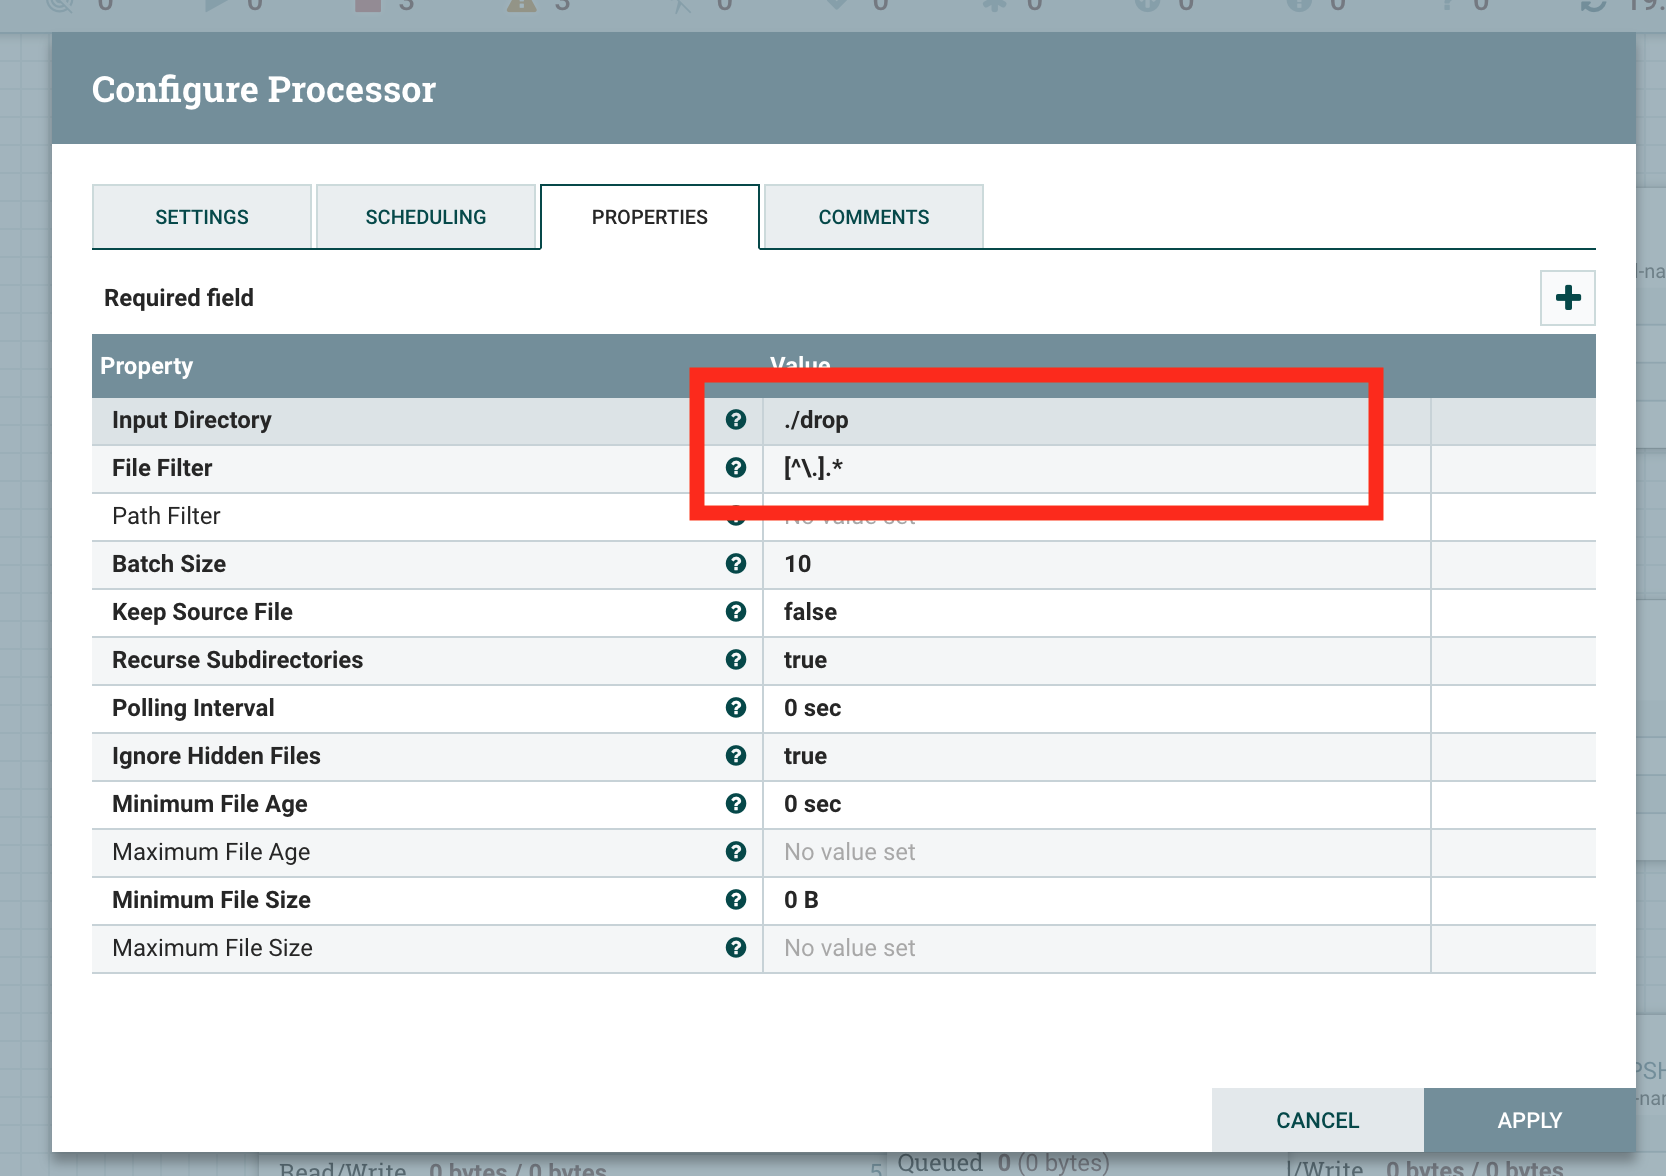 0 0 3 3 0 0 0 0 0 0
Configure Processor
SETTINGS SCHEDULING PROPERTIES COMMENTS
Required field
Property Value
Input Directory ./drop
File Filter [^\.].*
Path Filter No value set
Batch Size 10
Keep Source File false
Recurse Subdirectories true
Polling Interval 0 sec
Ignore Hidden Files true
Minimum File Age 0 sec
Maximum File Age No value set
Minimum File Size 0 B
Maximum File Size No value set
CANCEL APPLY
Queued 0 (0 bytes)
Read/Write 0 bytes / 0 bytes 5 /Write 0 bytes / 0 bytes